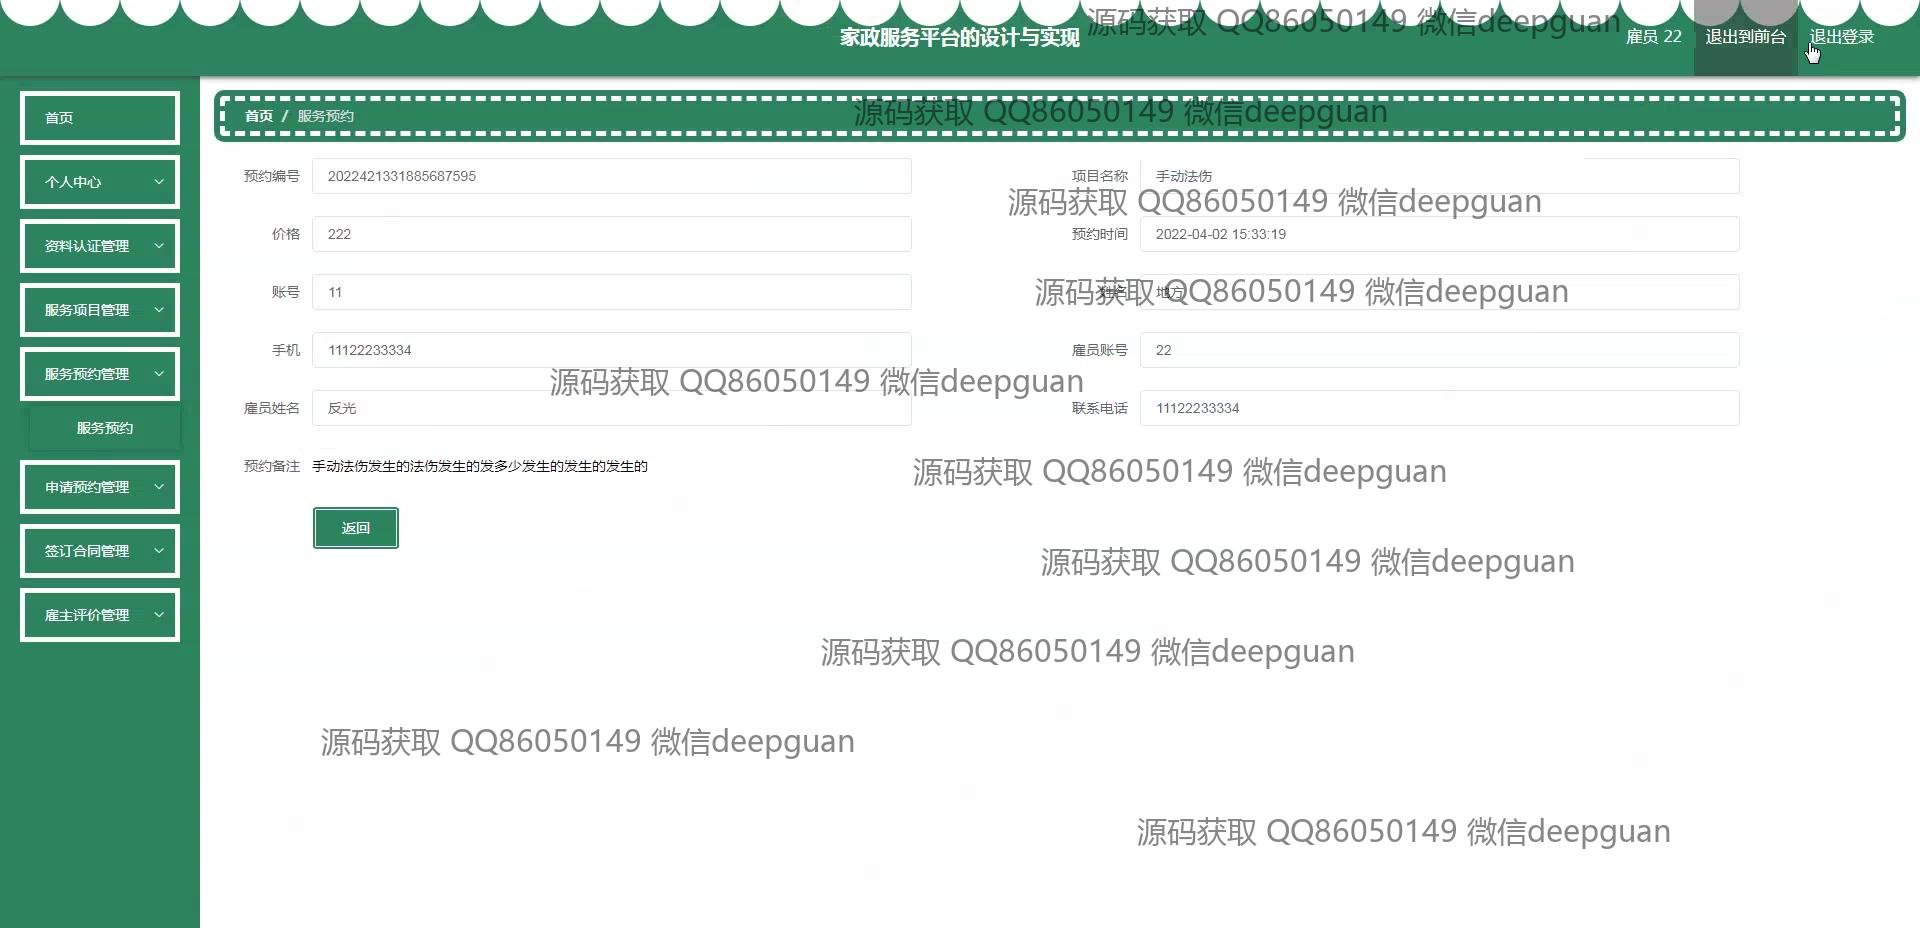 家政服务平台的设计与实现
源码获取 QQ86050149 微信deepguan
雇员 22
退出到前台
退出登录
首页
个人中心
资料认证管理
服务项目管理
服务预约管理
服务预约
申请预约管理
签订合同管理
雇主评价管理
首页 / 服务预约
源码获取 QQ86050149 微信deepguan
预约编号 2022421331885687595
项目名称 手动法伤
源码获取 QQ86050149 微信deepguan
价格 222
预约时间 2022-04-02 15:33:19
账号 11
姓名 地方
源码获取 QQ86050149 微信deepguan
手机 11122233334
雇员账号 22
源码获取 QQ86050149 微信deepguan
雇员姓名 反光
联系电话 11122233334
预约备注 手动法伤发生的法伤发生的发多少发生的发生的发生的
源码获取 QQ86050149 微信deepguan
返回
源码获取 QQ86050149 微信deepguan
源码获取 QQ86050149 微信deepguan
源码获取 QQ86050149 微信deepguan
源码获取 QQ86050149 微信deepguan